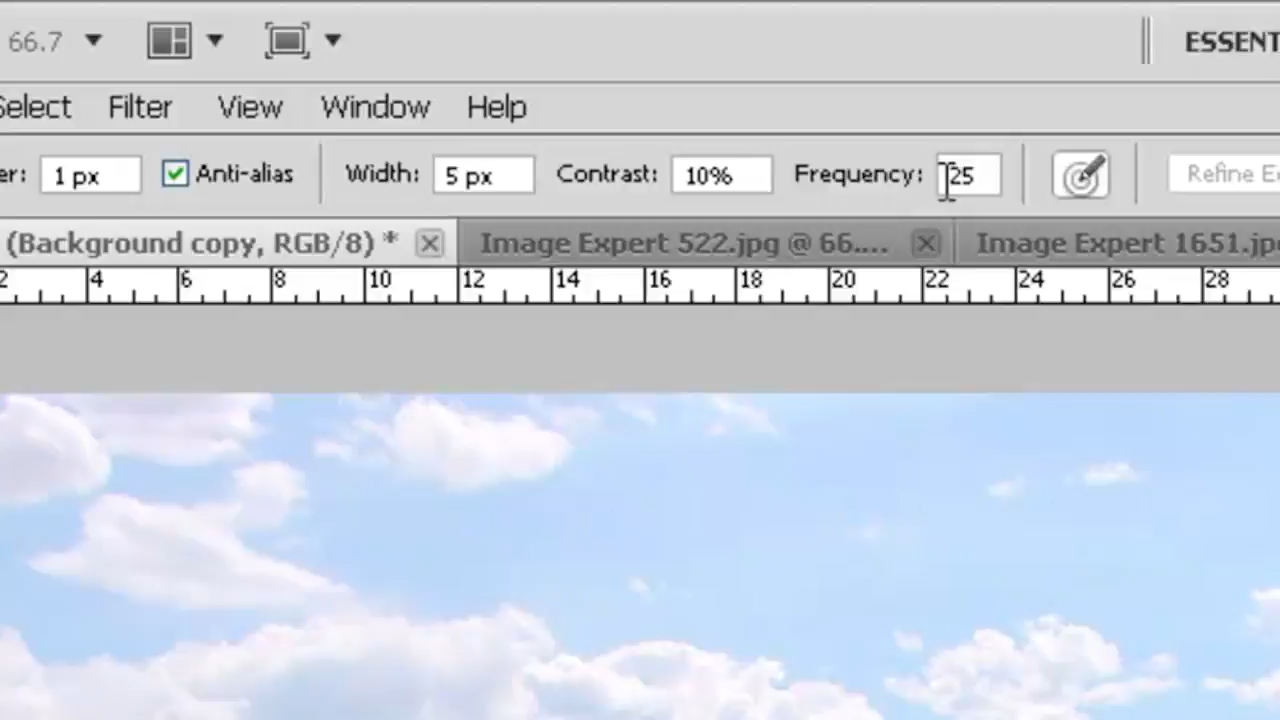 66.7 ESSENT
Select Filter View Window Help
er: 1 px Anti-alias Width: 5 px Contrast: 10% Frequency: 25 Refine E
(Background copy, RGB/8) * Image Expert 522.jpg @ 66.... Image Expert 1651.jp
2 4 6 8 10 12 14 16 18 20 22 24 26 28